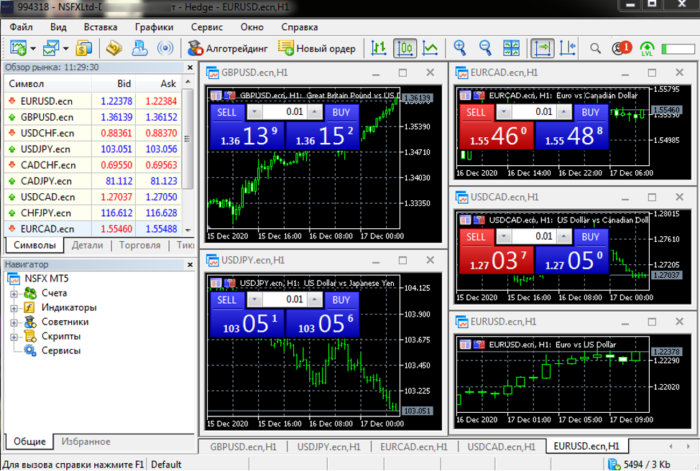 994318 - NSFXLtd-D т - Hedge - EURUSD.ecn,H1
Файл Вид Вставка Графики Сервис Окно Справка
Алготрейдинг Новый ордер 1 LVL
Обзор рынка: 11:29:30
Символ Bid Ask
EURUSD.ecn 1.22378 1.22384
GBPUSD.ecn 1.36139 1.36152
USDCHF.ecn 0.88361 0.88370
USDJPY.ecn 103.051 103.056
CADCHF.ecn 0.69550 0.69563
CADJPY.ecn 81.112 81.123
USDCAD.ecn 1.27037 1.27050
CHFJPY.ecn 116.612 116.628
EURCAD.ecn 1.55460 1.55488
Символы Детали Торговля Тики
Навигатор
NSFX MT5
Счета
Индикаторы
Советники
Скрипты
Сервисы
Общие Избранное
GBPUSD.ecn,H1
GBPUSD.ecn, H1: Great Britain Pound vs US D
SELL 0.01 BUY
1.36 13 9 1.36 15 2
1.36139
1.35390
1.34710
1.34030
1.33350
15 Dec 2020 15 Dec 16:00 16 Dec 08:00 17 Dec 00:00
USDJPY.ecn,H1
USDJPY.ecn, H1: US Dollar vs Japanese Yen
SELL 0.01 BUY
103 05 1 103 05 6
104.125
103.900
103.675
103.450
103.225
103.051
15 Dec 2020 15 Dec 16:00 16 Dec 08:00 17 Dec 00:00
EURCAD.ecn,H1
EURCAD.ecn, H1: Euro vs Canadian Dollar
SELL 0.01 BUY
1.55 46 0 1.55 48 8
1.55795
1.55460
1.55390
16 Dec 2020 16 Dec 14:00 16 Dec 22:00 17 Dec 06:00
USDCAD.ecn,H1
USDCAD.ecn, H1: US Dollar vs Canadian Doll
SELL 0.01 BUY
1.27 03 7 1.27 05 0
1.28015
1.27610
1.27205
1.27037
15 Dec 2020 15 Dec 16:00 16 Dec 08:00 17 Dec 00:00
EURUSD.ecn,H1
EURUSD.ecn, H1: Euro vs US Dollar
1.22378
1.22290
1.22020
16 Dec 2020 17 Dec 01:00 17 Dec 05:00 17 Dec 09:00
GBPUSD.ecn,H1 USDJPY.ecn,H1 EURCAD.ecn,H1 USDCAD.ecn,H1 EURUSD.ecn,H1
Для вызова справки нажмите F1 Default 5494 / 3 Kb